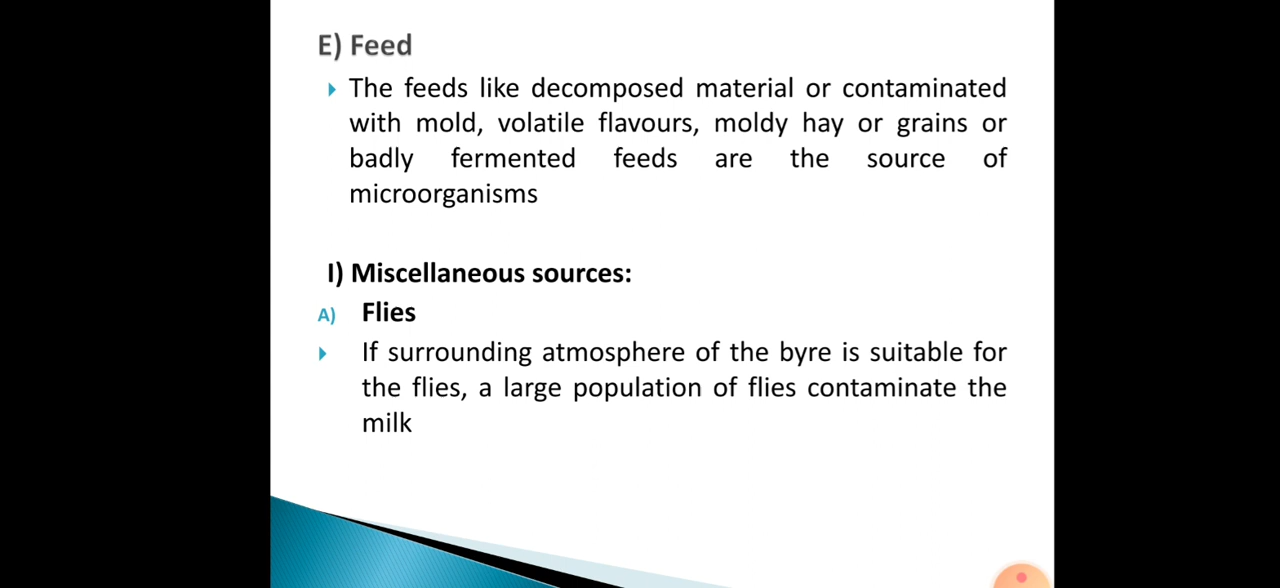 E) Feed
The feeds like decomposed material or contaminated
with mold, volatile flavours, moldy hay or grains or
badly fermented feeds are the source of
microorganisms
I) Miscellaneous sources:
A) Flies
If surrounding atmosphere of the byre is suitable for
the flies, a large population of flies contaminate the
milk